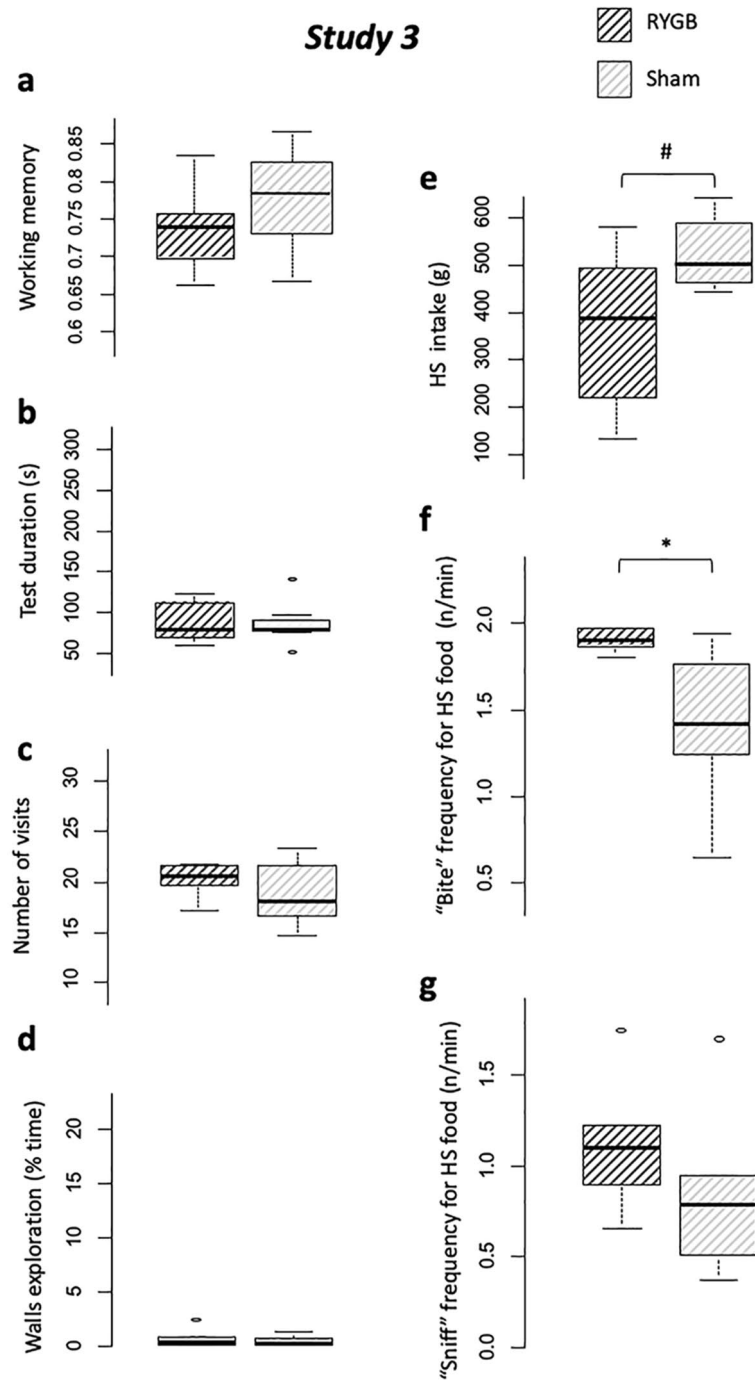 Study 3
RYGB
Sham
a
Working memory
0.6 0.65 0.7 0.75 0.8 0.85
b
Test duration (s)
50 100 150 200 250 300
c
Number of visits
10 15 20 25 30
d
Walls exploration (% time)
0 5 10 15 20
e
HS intake (g)
100 200 300 400 500 600
#
f
"Bite" frequency for HS food (n/min)
0.5 1.0 1.5 2.0
*
g
"Sniff" frequency for HS food (n/min)
0.0 0.5 1.0 1.5